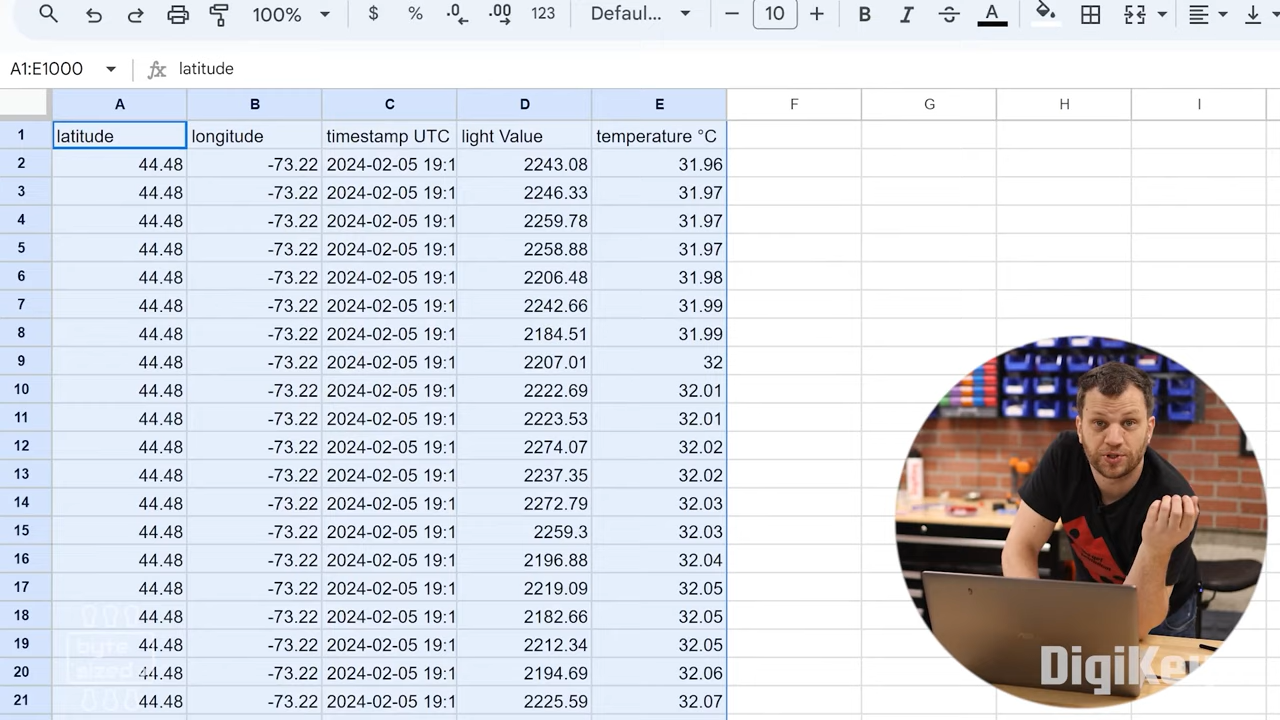 100% $ % .0 .00 123 Defaul... − 10 + B I A
A1:E1000 fx latitude
A B C D E F G H I
1 latitude longitude timestamp UTC light Value temperature °C
2 44.48 -73.22 2024-02-05 19:1 2243.08 31.96
3 44.48 -73.22 2024-02-05 19:1 2246.33 31.97
4 44.48 -73.22 2024-02-05 19:1 2259.78 31.97
5 44.48 -73.22 2024-02-05 19:1 2258.88 31.97
6 44.48 -73.22 2024-02-05 19:1 2206.48 31.98
7 44.48 -73.22 2024-02-05 19:1 2242.66 31.99
8 44.48 -73.22 2024-02-05 19:1 2184.51 31.99
9 44.48 -73.22 2024-02-05 19:1 2207.01 32
10 44.48 -73.22 2024-02-05 19:1 2222.69 32.01
11 44.48 -73.22 2024-02-05 19:1 2223.53 32.01
12 44.48 -73.22 2024-02-05 19:1 2274.07 32.02
13 44.48 -73.22 2024-02-05 19:1 2237.35 32.02
14 44.48 -73.22 2024-02-05 19:1 2272.79 32.03
15 44.48 -73.22 2024-02-05 19:1 2259.3 32.03
16 44.48 -73.22 2024-02-05 19:1 2196.88 32.04
17 44.48 -73.22 2024-02-05 19:1 2219.09 32.05
18 44.48 -73.22 2024-02-05 19:1 2182.66 32.05
19 44.48 -73.22 2024-02-05 19:1 2212.34 32.05
20 44.48 -73.22 2024-02-05 19:1 2194.69 32.06
21 44.48 -73.22 2024-02-05 19:1 2225.59 32.07
byte
sized
DigiKey